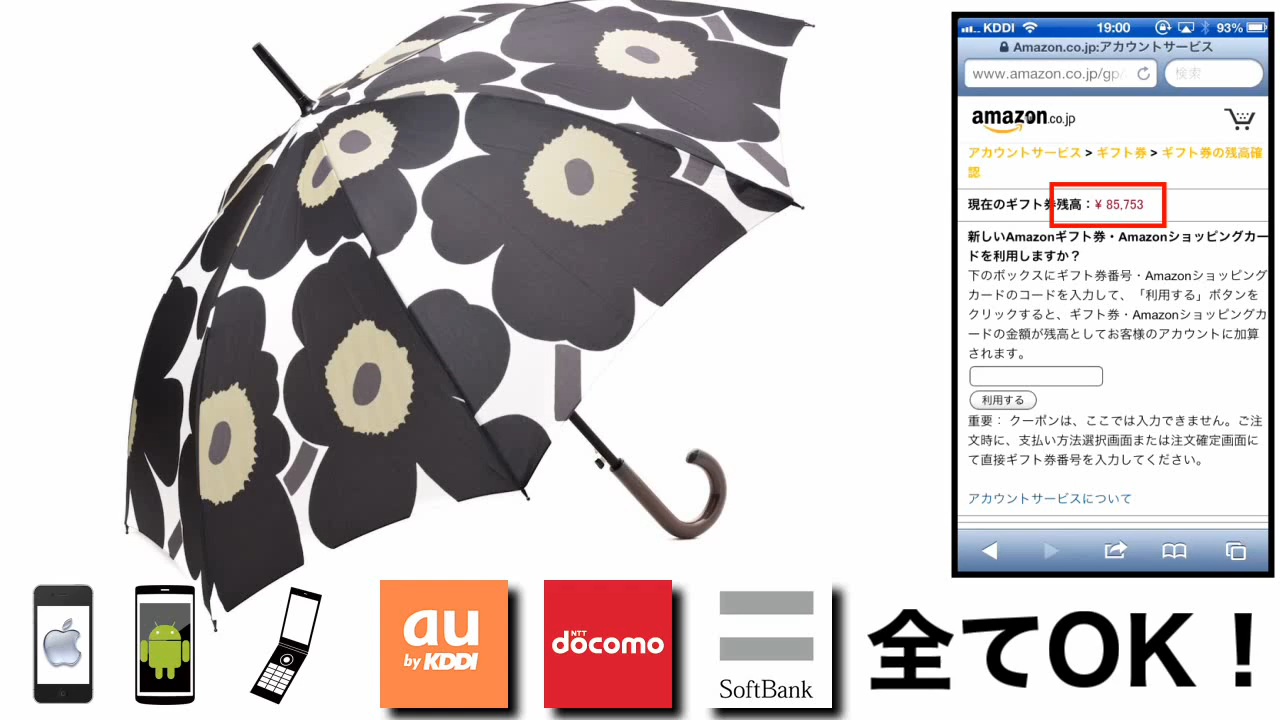 KDDI 19:00 93%
Amazon.co.jp:アカウントサービス
www.amazon.co.jp/gp/ 検索
amazon.co.jp
アカウントサービス > ギフト券 > ギフト券の残高確
認
現在のギフト券残高：¥ 85,753
新しいAmazonギフト券・Amazonショッピングカー
ドを利用しますか？
下のボックスにギフト券番号・Amazonショッピング
カードのコードを入力して、「利用する」ボタンを
クリックすると、ギフト券・Amazonショッピングカ
ードの金額が残高としてお客様のアカウントに加算
されます。
利用する
重要： クーポンは、ここでは入力できません。ご注
文時に、支払い方法選択画面または注文確定画面に
て直接ギフト券番号を入力してください。
アカウントサービスについて
au
by KDDI
NTT
docomo
SoftBank
全てOK！